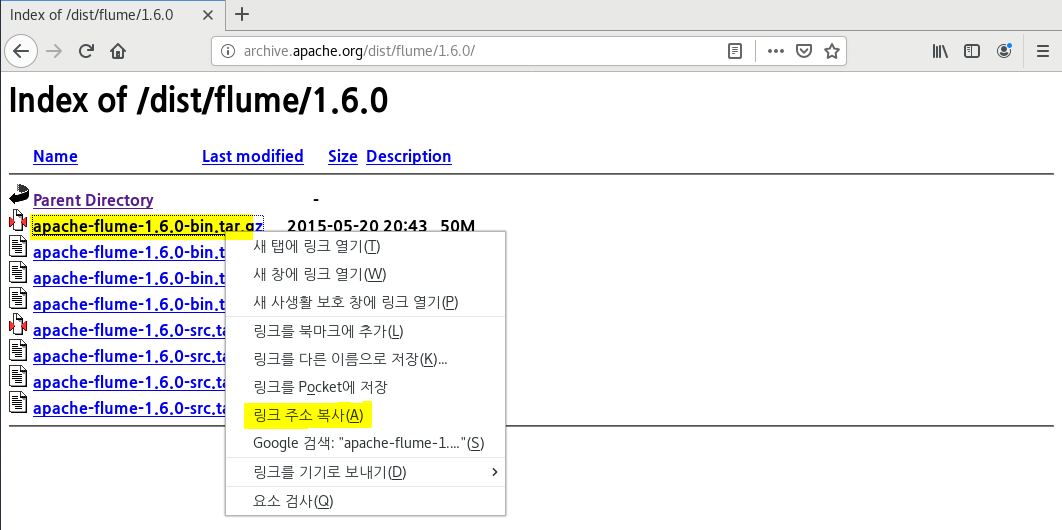 Index of /dist/flume/1.6.0
archive.apache.org/dist/flume/1.6.0/
Index of /dist/flume/1.6.0
Name Last modified Size Description
Parent Directory -
apache-flume-1.6.0-bin.tar.gz 2015-05-20 20:43 50M
apache-flume-1.6.0-bin.t
apache-flume-1.6.0-bin.t
apache-flume-1.6.0-bin.t
apache-flume-1.6.0-src.ta
apache-flume-1.6.0-src.ta
apache-flume-1.6.0-src.ta
apache-flume-1.6.0-src.ta
새 탭에 링크 열기(T)
새 창에 링크 열기(W)
새 사생활 보호 창에 링크 열기(P)
링크를 북마크에 추가(L)
링크를 다른 이름으로 저장(K)...
링크를 Pocket에 저장
링크 주소 복사(A)
Google 검색: "apache-flume-1...."(S)
링크를 기기로 보내기(D)
요소 검사(Q)